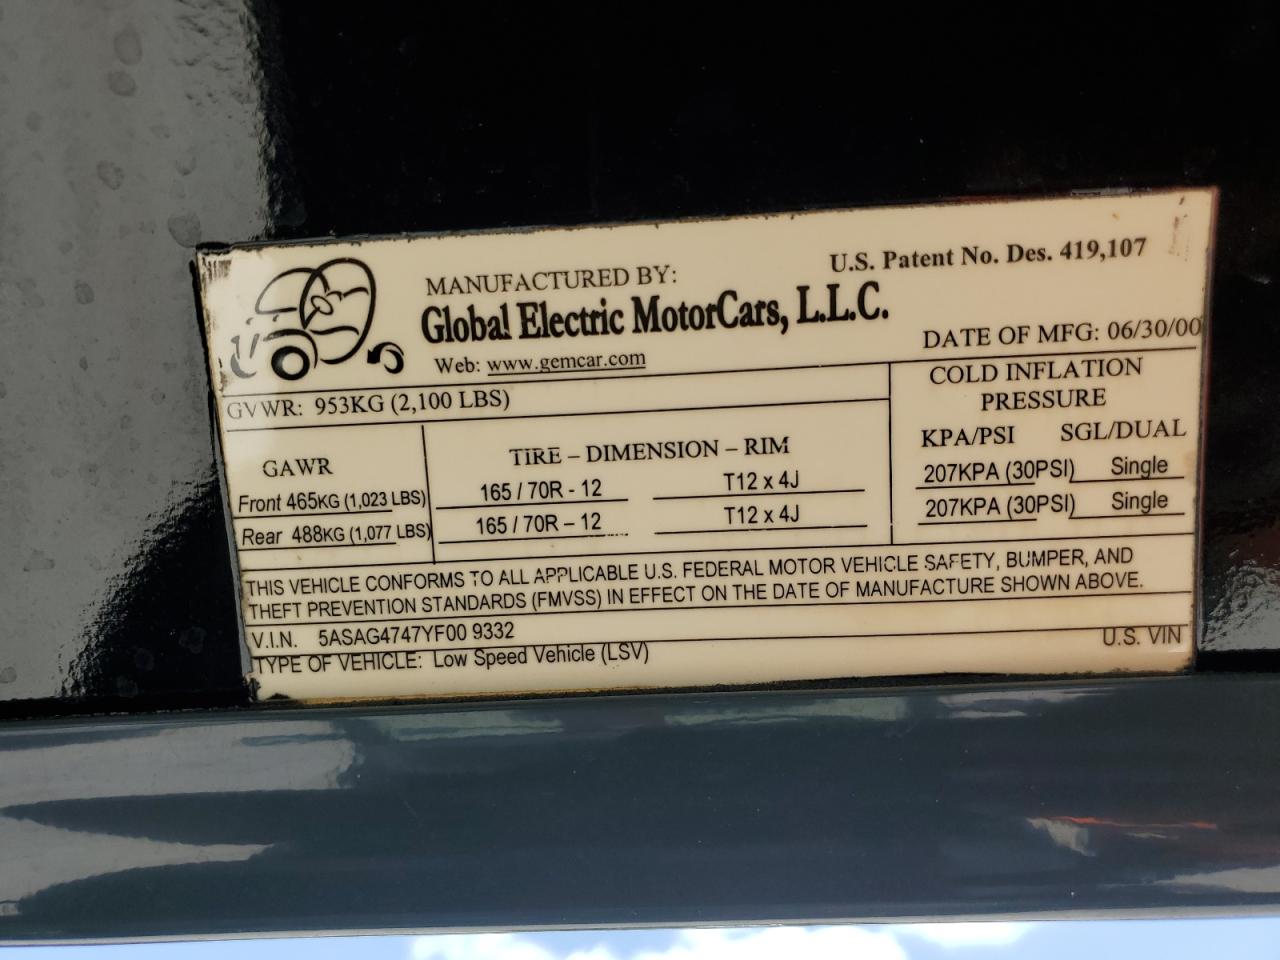 U.S. Patent No. Des. 419,107
MANUFACTURED BY:
Global Electric MotorCars, L.L.C.
Web: www.gemcar.com
DATE OF MFG: 06/30/00
GVWR: 953KG (2,100 LBS)
COLD INFLATION
PRESSURE
KPA/PSI SGL/DUAL
GAWR
TIRE – DIMENSION – RIM
Front 465KG (1,023 LBS) 165 / 70R - 12 T12 x 4J 207KPA (30PSI) Single
Rear 488KG (1,077 LBS) 165 / 70R – 12 T12 x 4J 207KPA (30PSI) Single
THIS VEHICLE CONFORMS TO ALL APPLICABLE U.S. FEDERAL MOTOR VEHICLE SAFETY, BUMPER, AND
THEFT PREVENTION STANDARDS (FMVSS) IN EFFECT ON THE DATE OF MANUFACTURE SHOWN ABOVE.
V.I.N. 5ASAG4747YF00 9332 U.S. VIN
TYPE OF VEHICLE: Low Speed Vehicle (LSV)